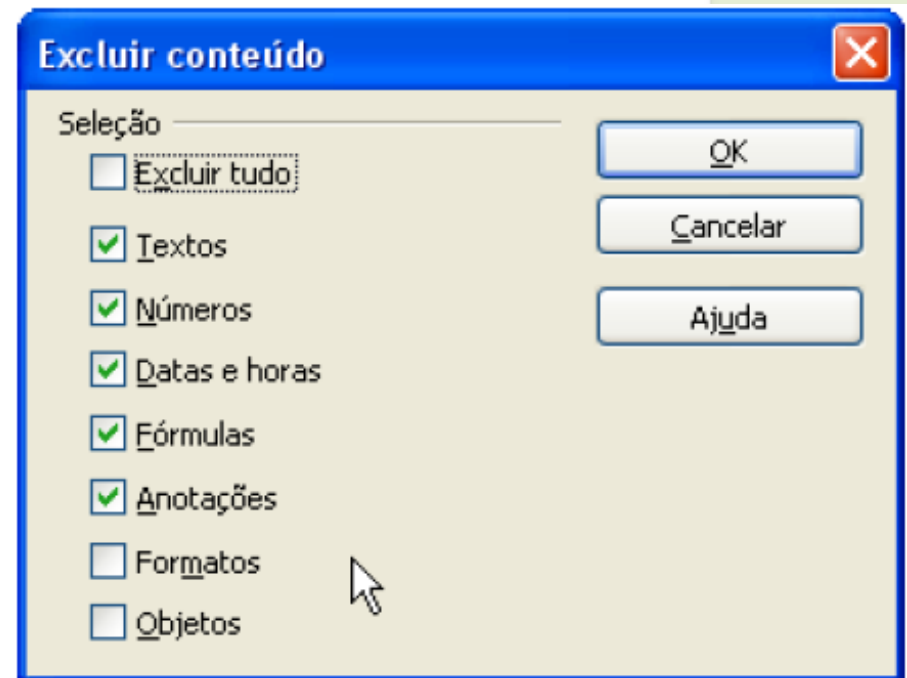 Excluir conteúdo
Seleção
Excluir tudo
Textos
Números
Datas e horas
Fórmulas
Anotações
Formatos
Objetos
OK
Cancelar
Ajuda